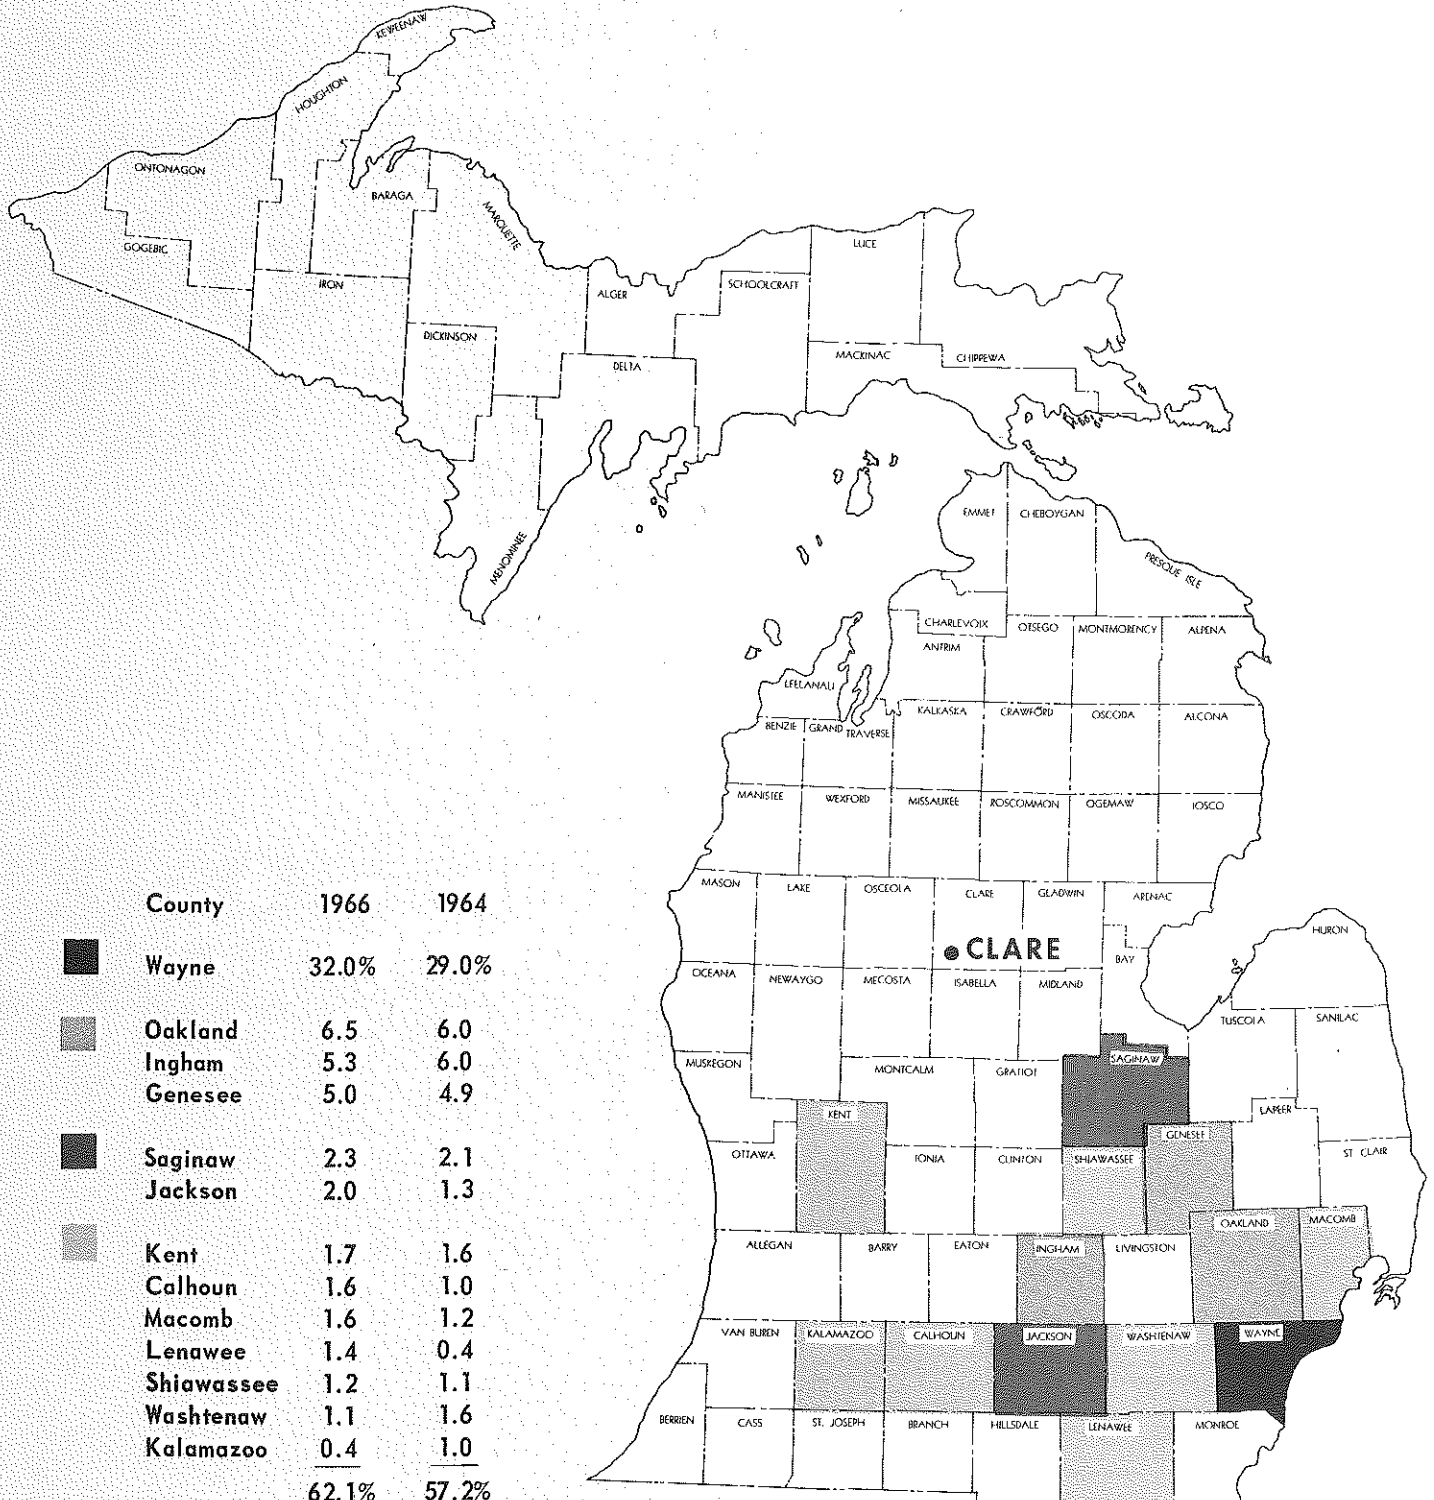 KEWEENAW
HOUGHTON
ONTONAGON
BARAGA
MARQUETTE
GOGEBIC
LUCE
IRON
ALGER
SCHOOLCRAFT
DICKINSON
MACKINAC
CHIPPEWA
DELTA
MENOMINEE
EMMET
CHEBOYGAN
PRESQUE ISLE
CHARLEVOIX
OTSEGO
MONTMORENCY
ALPENA
ANTRIM
LEELANAU
KALKASKA
CRAWFORD
OSCODA
ALCONA
BENZIE
GRAND TRAVERSE
MANISTEE
WEXFORD
MISSAUKEE
ROSCOMMON
OGEMAW
IOSCO
MASON
LAKE
OSCEOLA
CLARE
GLADWIN
ARENAC
HURON
CLARE
BAY
OCEANA
NEWAYGO
MECOSTA
ISABELLA
MIDLAND
TUSCOLA
SANILAC
MUSKEGON
MONTCALM
GRATIOT
SAGINAW
KENT
LAPEER
GENESEE
OTTAWA
IONIA
CLINTON
SHIAWASSEE
ST CLAIR
OAKLAND
MACOMB
ALLEGAN
BARRY
EATON
INGHAM
LIVINGSTON
VAN BUREN
KALAMAZOO
CALHOUN
JACKSON
WASHTENAW
WAYNE
BERRIEN
CASS
ST. JOSEPH
BRANCH
HILLSDALE
LENAWEE
MONROE
County 1966 1964
Wayne 32.0% 29.0%
Oakland 6.5 6.0
Ingham 5.3 6.0
Genesee 5.0 4.9
Saginaw 2.3 2.1
Jackson 2.0 1.3
Kent 1.7 1.6
Calhoun 1.6 1.0
Macomb 1.6 1.2
Lenawee 1.4 0.4
Shiawassee 1.2 1.1
Washtenaw 1.1 1.6
Kalamazoo 0.4 1.0
62.1% 57.2%